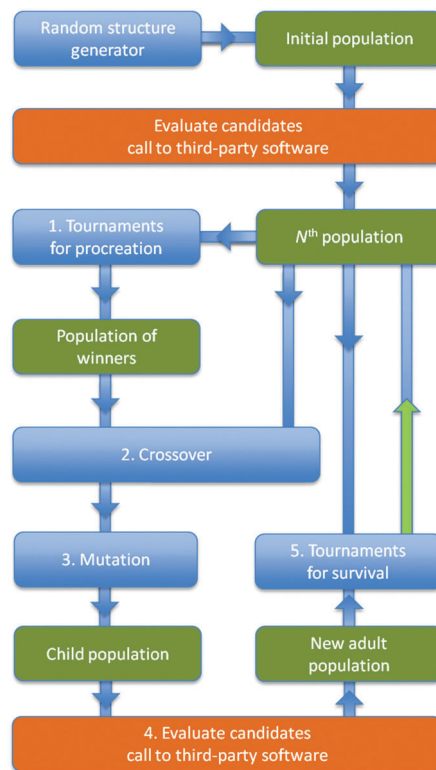 Random structure
generator
Initial population
Evaluate candidates
call to third-party software
1. Tournaments
for procreation
Nth population
Population of
winners
2. Crossover
3. Mutation
5. Tournaments
for survival
Child population
New adult
population
4. Evaluate candidates
call to third-party software